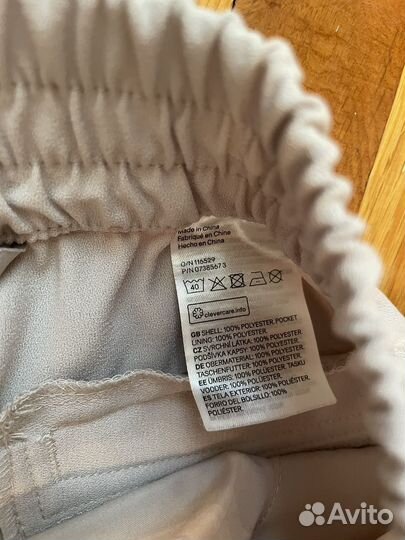 Made in China
Fabriqué en China
Hecho en China
O/N 116529
P/N 07385673
40
clevercare.info
GB SHELL: 100% POLYESTER. POCKET
LINING: 100% POLYESTER
CZ SVRCHNÍ LÁTKA: 100% POLYESTER.
PODŠÍVKA KAPSY: 100% POLYESTER
DE OBERMATERIAL: 100% POLYESTER.
TASCHENFUTTER: 100% POLYESTER
EE ÜMBRIS: 100% POLÜESTER. TASKU
VOODER: 100% POLÜESTER
ES TELA EXTERIOR: 100% POLIÉSTER.
FORRO DEL BOLSILLO: 100%
POLIÉSTER.
Avito